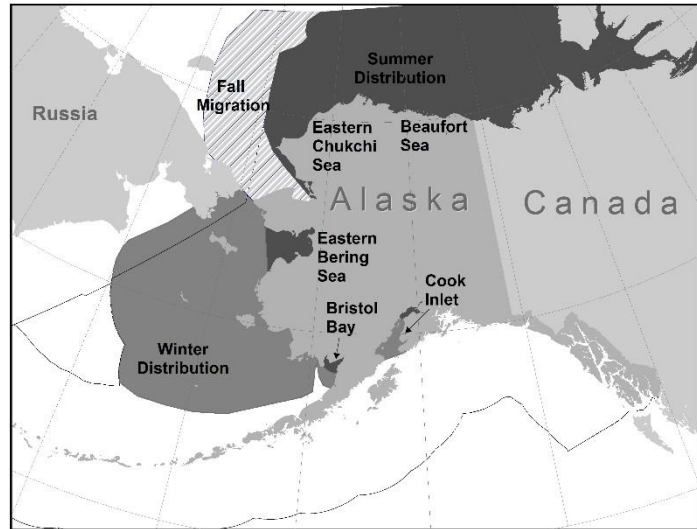 Summer
Distribution
Fall
Migration
Russia
Eastern
Chukchi
Sea
Beaufort
Sea
Alaska
Canada
Eastern
Bering
Sea
Cook
Inlet
Bristol
Bay
Winter
Distribution